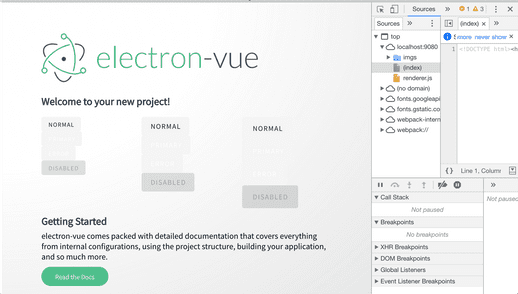 electron-vue
Welcome to your new project!
NORMAL
NORMAL
NORMAL
DISABLED
DISABLED
DISABLED
Getting Started
electron-vue comes packed with detailed documentation that covers everything
from internal configurations, using the project structure, building your application,
and so much more.
Read the Docs
Sources
1
3
Sources
(index)
top
localhost:9080
imgs
(index)
renderer.js
(no domain)
fonts.googleapi
fonts.gstatic.co
webpack-intern
webpack://
more never show
1
<!DOCTYPE html><h
{} Line 1, Column
Call Stack
Not paused
Breakpoints
No breakpoints
XHR Breakpoints
DOM Breakpoints
Global Listeners
Event Listener Breakpoints
Not paused